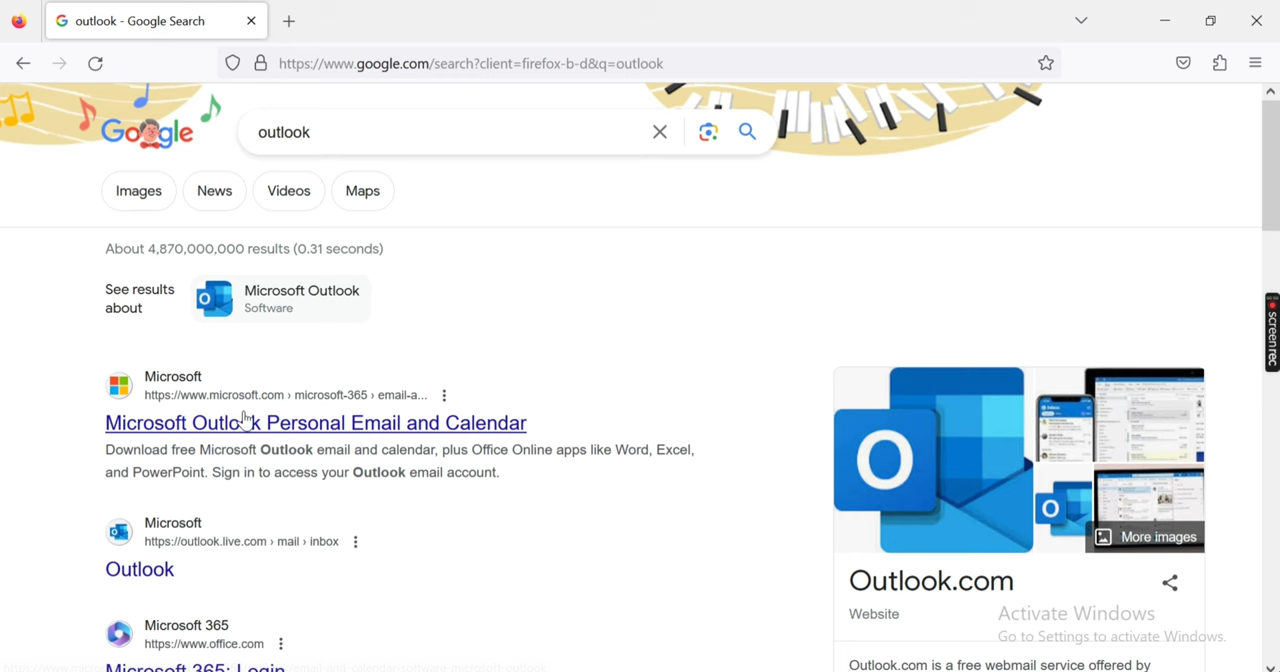 outlook - Google Search
https://www.google.com/search?client=firefox-b-d&q=outlook
Google
outlook
Images News Videos Maps
About 4,870,000,000 results (0.31 seconds)
See results about
Microsoft Outlook
Software
Microsoft
https://www.microsoft.com › microsoft-365 › email-a...
Microsoft Outlook Personal Email and Calendar
Download free Microsoft Outlook email and calendar, plus Office Online apps like Word, Excel,
and PowerPoint. Sign in to access your Outlook email account.
Microsoft
https://outlook.live.com › mail › inbox
Outlook
Microsoft 365
https://www.office.com
Microsoft 365: Login
More images
Outlook.com
Website
Outlook.com is a free webmail service offered by
Activate Windows
Go to Settings to activate Windows.
screenrec